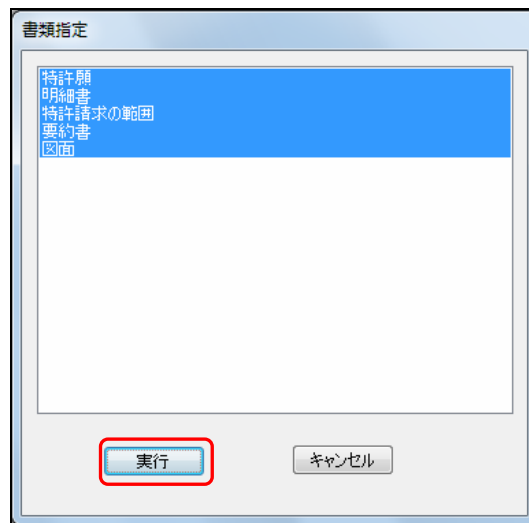 書類指定
特許願
明細書
特許請求の範囲
要約書
図面
実行
キャンセル